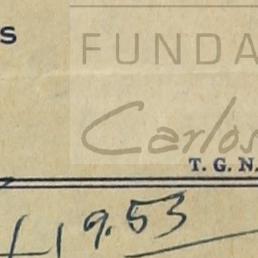 s
FUNDA
Carlos
T. G. N.
19.53